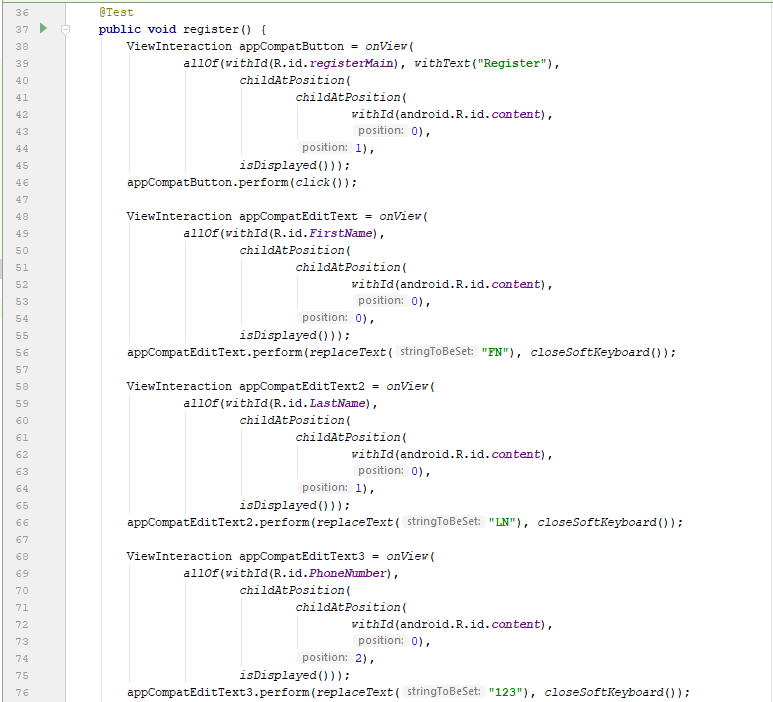 36 @Test
37 public void register() {
38 ViewInteraction appCompatButton = onView(
39 allOf(withId(R.id.registerMain), withText("Register"),
40 childAtPosition(
41 childAtPosition(
42 withId(android.R.id.content),
43 position: 0),
44 position: 1),
45 isDisplayed()));
46 appCompatButton.perform(click());
47
48 ViewInteraction appCompatEditText = onView(
49 allOf(withId(R.id.FirstName),
50 childAtPosition(
51 childAtPosition(
52 withId(android.R.id.content),
53 position: 0),
54 position: 0),
55 isDisplayed()));
56 appCompatEditText.perform(replaceText( stringToBeSet: "FN"), closeSoftKeyboard());
57
58 ViewInteraction appCompatEditText2 = onView(
59 allOf(withId(R.id.LastName),
60 childAtPosition(
61 childAtPosition(
62 withId(android.R.id.content),
63 position: 0),
64 position: 1),
65 isDisplayed()));
66 appCompatEditText2.perform(replaceText( stringToBeSet: "LN"), closeSoftKeyboard());
67
68 ViewInteraction appCompatEditText3 = onView(
69 allOf(withId(R.id.PhoneNumber),
70 childAtPosition(
71 childAtPosition(
72 withId(android.R.id.content),
73 position: 0),
74 position: 2),
75 isDisplayed()));
76 appCompatEditText3.perform(replaceText( stringToBeSet: "123"), closeSoftKeyboard());